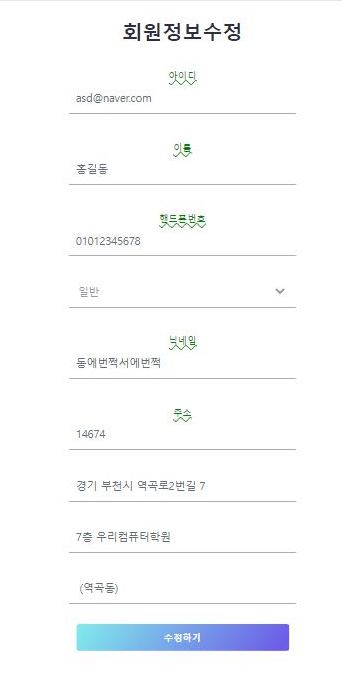 회원정보수정
아이디
asd@naver.com
이름
홍길동
핸드폰번호
01012345678
일반
닉네임
동에번쩍서에번쩍
주소
14674
경기 부천시 역곡로2번길 7
7층 우리컴퓨터학원
(역곡동)
수정하기